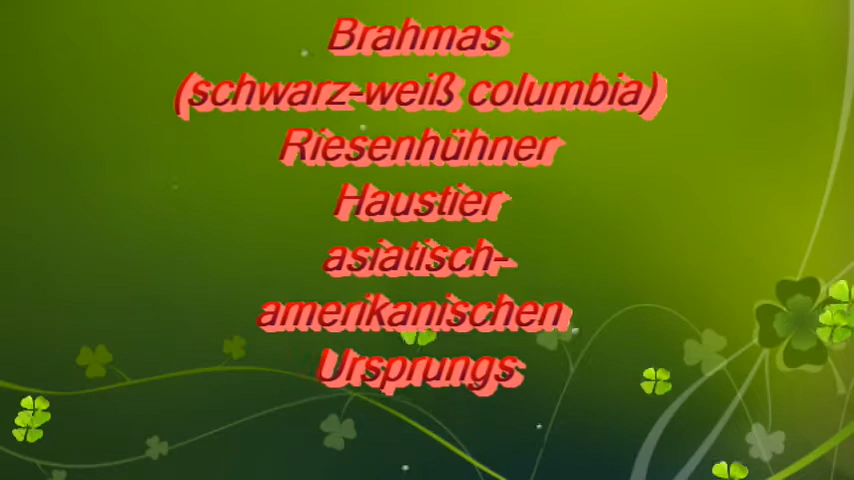 Brahmas
(schwarz-weiß columbia)
Riesenhühner
Haustier
asiatisch-
amerikanischen
Ursprungs